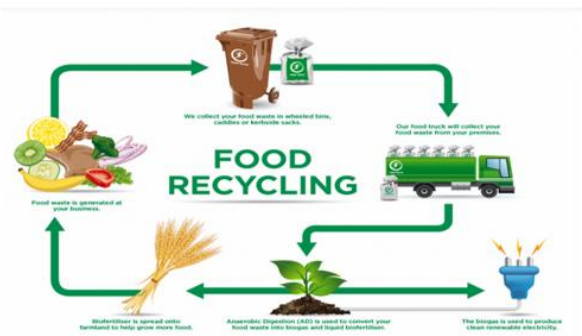 We collect your food waste in wheeled bins,
caddies or kerbside sacks.
Our food truck will collect your
food waste from your premises.
FOOD
RECYCLING
Food waste is generated at
your business.
Biofertiliser is spread onto
farmland to help grow more food.
Anaerobic Digestion (AD) is used to convert your
food waste into biogas and liquid biofertiliser.
The biogas is used to produce
clean renewable electricity.